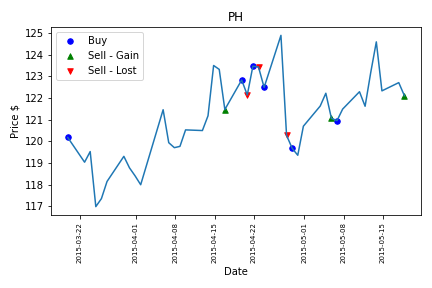 PH
Buy
Sell - Gain
Sell - Lost
Price $
125
124
123
122
121
120
119
118
117
2015-03-22
2015-04-01
2015-04-08
2015-04-15
2015-04-22
2015-05-01
2015-05-08
2015-05-15
Date